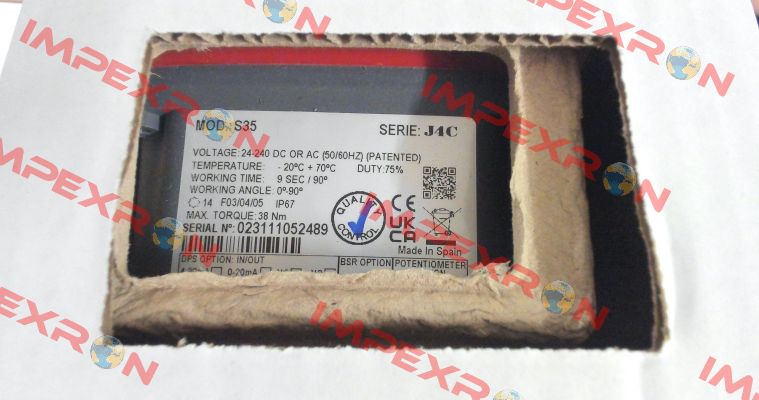 MOD. S35 SERIE: J4C
VOLTAGE: 24-240 DC OR AC (50/60HZ) (PATENTED)
TEMPERATURE: - 20ºC + 70ºC DUTY:75%
WORKING TIME: 9 SEC / 90º
WORKING ANGLE: 0º-90º
14 F03/04/05 IP67
MAX. TORQUE: 38 Nm
SERIAL Nº: 023111052489
QUALITY CONTROL
CE
UK CA
Made In Spain
DPS OPTION: IN/OUT BSR OPTION POTENTIOMETER
0-20mA
IMPEXRON
IMPEXRON
IMPEXRON
IMPEXRON
IMPEXRON
IMPEXRON
IMPEXRON
IMPEXRON